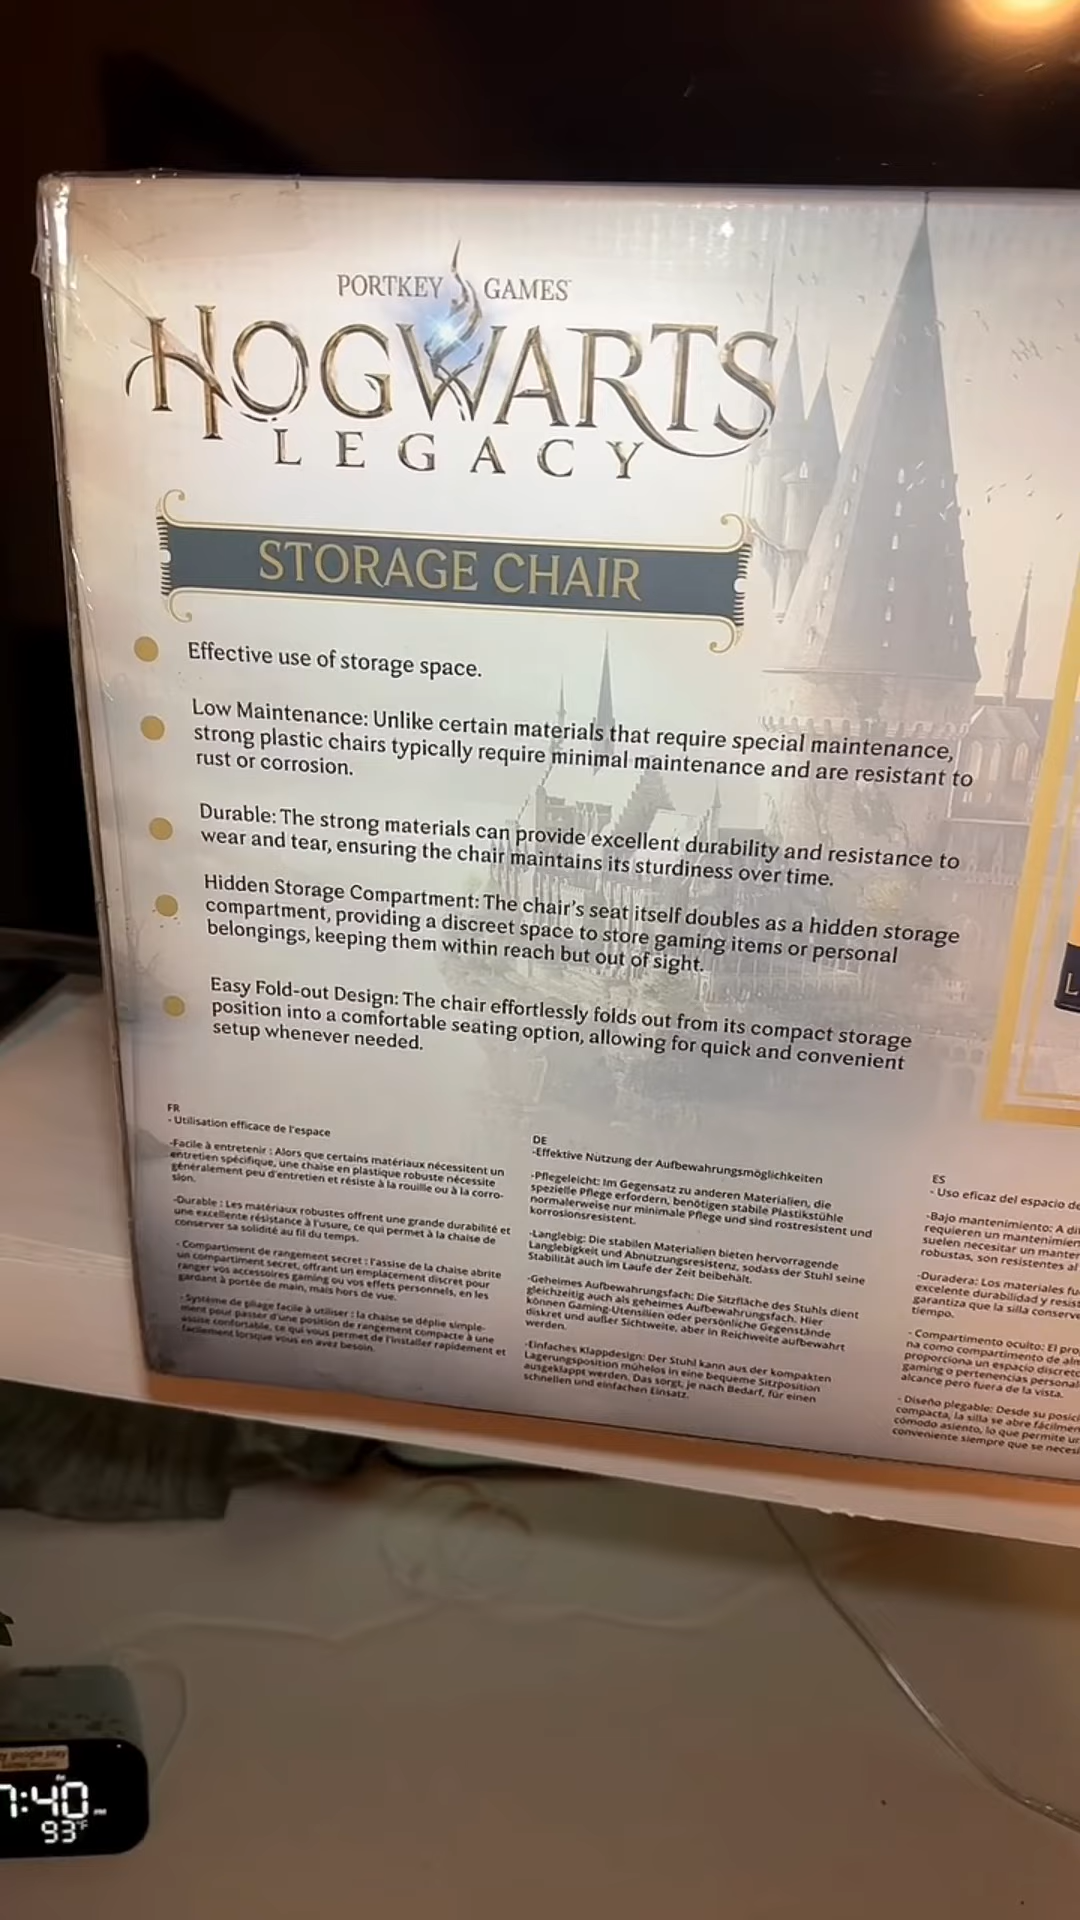 PORTKEY GAMES
HOGWARTS
LEGACY
STORAGE CHAIR
Effective use of storage space.
Low Maintenance: Unlike certain materials that require special maintenance,
strong plastic chairs typically require minimal maintenance and are resistant to
rust or corrosion.
Durable: The strong materials can provide excellent durability and resistance to
wear and tear, ensuring the chair maintains its sturdiness over time.
Hidden Storage Compartment: The chair's seat itself doubles as a hidden storage
compartment, providing a discreet space to store gaming items or personal
belongings, keeping them within reach but out of sight.
Easy Fold-out Design: The chair effortlessly folds out from its compact storage
position into a comfortable seating option, allowing for quick and convenient
setup whenever needed.
FR
- Utilisation efficace de l'espace
-Facile à entretenir : Alors que certains matériaux nécessitent un
entretien spécifique, une chaise en plastique robuste nécessite
généralement peu d'entretien et résiste à la rouille ou à la corro-
sion.
-Durable : Les matériaux robustes offrent une grande durabilité et
une excellente résistance à l'usure, ce qui permet à la chaise de
conserver sa solidité au fil du temps.
- Compartiment de rangement secret : l'assise de la chaise abrite
un compartiment secret, offrant un emplacement discret pour
ranger vos accessoires gaming ou vos effets personnels, en les
gardant à portée de main, mais hors de vue.
- Système de pliage facile à utiliser : la chaise se déplie simple-
ment pour passer d'une position de rangement compacte à une
assise confortable, ce qui vous permet de l'installer rapidement et
facilement lorsque vous en avez besoin.
DE
-Effektive Nutzung der Aufbewahrungsmöglichkeiten
-Pflegeleicht: Im Gegensatz zu anderen Materialien, die
spezielle Pflege erfordern, benötigen stabile Plastikstühle
normalerweise nur minimale Pflege und sind rostresistent und
korrosionsresistent.
-Langlebig: Die stabilen Materialien bieten hervorragende
Langlebigkeit und Abnutzungsresistenz, sodass der Stuhl seine
Stabilität auch im Laufe der Zeit beibehält.
-Geheimes Aufbewahrungsfach: Die Sitzfläche des Stuhls dient
gleichzeitig auch als geheimes Aufbewahrungsfach. Hier
können Gaming-Utensilien oder persönliche Gegenstände
diskret und außer Sichtweite, aber in Reichweite aufbewahrt
werden.
-Einfaches Klappdesign: Der Stuhl kann aus der kompakten
Lagerungsposition mühelos in eine bequeme Sitzposition
ausgeklappt werden. Das sorgt, je nach Bedarf, für einen
schnellen und einfachen Einsatz.
ES
- Uso eficaz del espacio de
-Bajo mantenimiento: A di
requieren un mantenimien
suelen necesitar un manten
robustas, son resistentes al
-Duradera: Los materiales fu
excelente durabilidad y resis
garantiza que la silla conserv
tiempo.
- Compartimento oculto: El pro
na como compartimento de alm
proporciona un espacio discreto
gaming o pertenencias personal
alcance pero fuera de la vista.
- Diseño plegable: Desde su posici
compacta, la silla se abre fácilmen
cómodo asiento, lo que permite un
conveniente siempre que se necesi
L
7:40
93°F